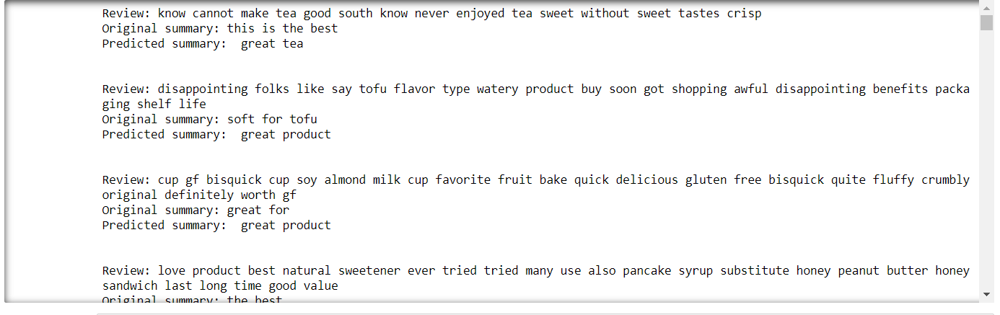 Review: know cannot make tea good south know never enjoyed tea sweet without sweet tastes crisp
Original summary: this is the best
Predicted summary:  great tea
Review: disappointing folks like say tofu flavor type watery product buy soon got shopping awful disappointing benefits packa
ging shelf life
Original summary: soft for tofu
Predicted summary:  great product
Review: cup gf bisquick cup soy almond milk cup favorite fruit bake quick delicious gluten free bisquick quite fluffy crumbly
original definitely worth gf
Original summary: great for
Predicted summary:  great product
Review: love product best natural sweetener ever tried tried many use also pancake syrup substitute honey peanut butter honey
sandwich last long time good value
Original summary: the best